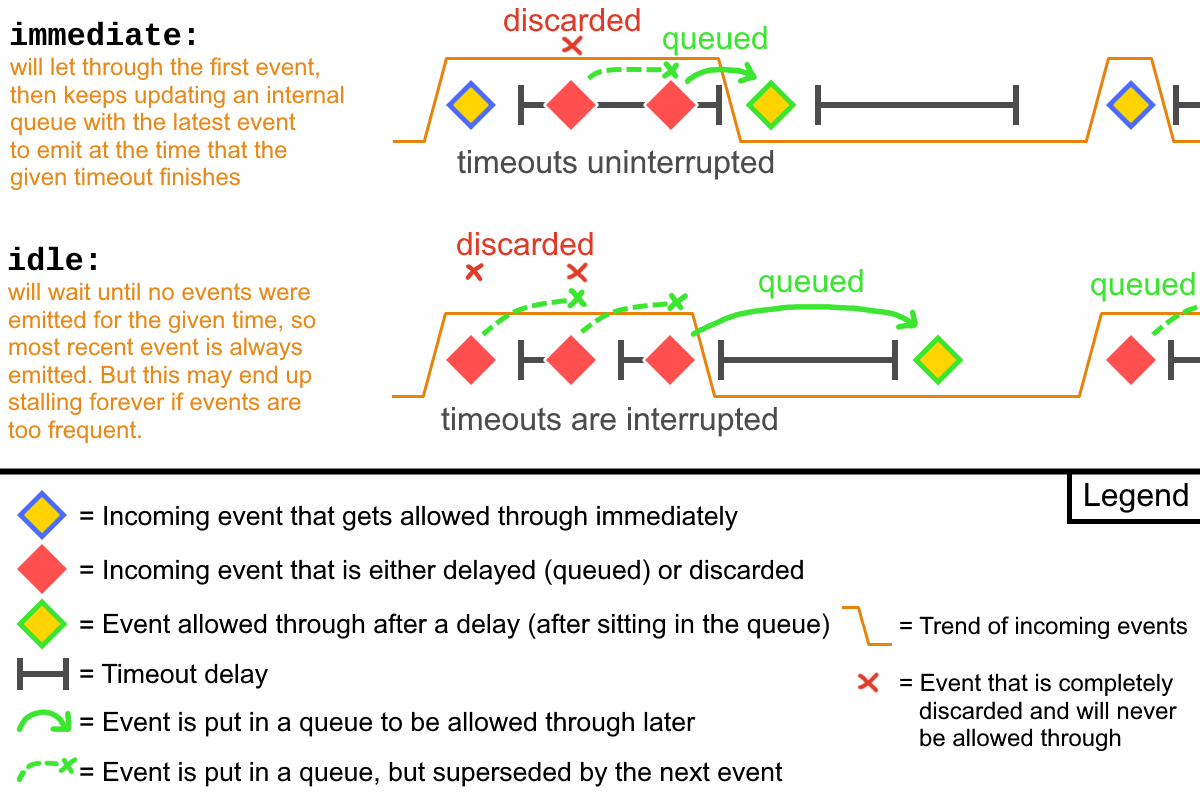 immediate:
will let through the first event,
then keeps updating an internal
queue with the latest event
to emit at the time that the
given timeout finishes
discarded
queued
timeouts uninterrupted
idle:
will wait until no events were
emitted for the given time, so
most recent event is always
emitted. But this may end up
stalling forever if events are
too frequent.
discarded
queued
queued
timeouts are interrupted
Legend
= Incoming event that gets allowed through immediately
= Incoming event that is either delayed (queued) or discarded
= Event allowed through after a delay (after sitting in the queue)
= Timeout delay
= Event is put in a queue to be allowed through later
= Event is put in a queue, but superseded by the next event
= Trend of incoming events
= Event that is completely
discarded and will never
be allowed through